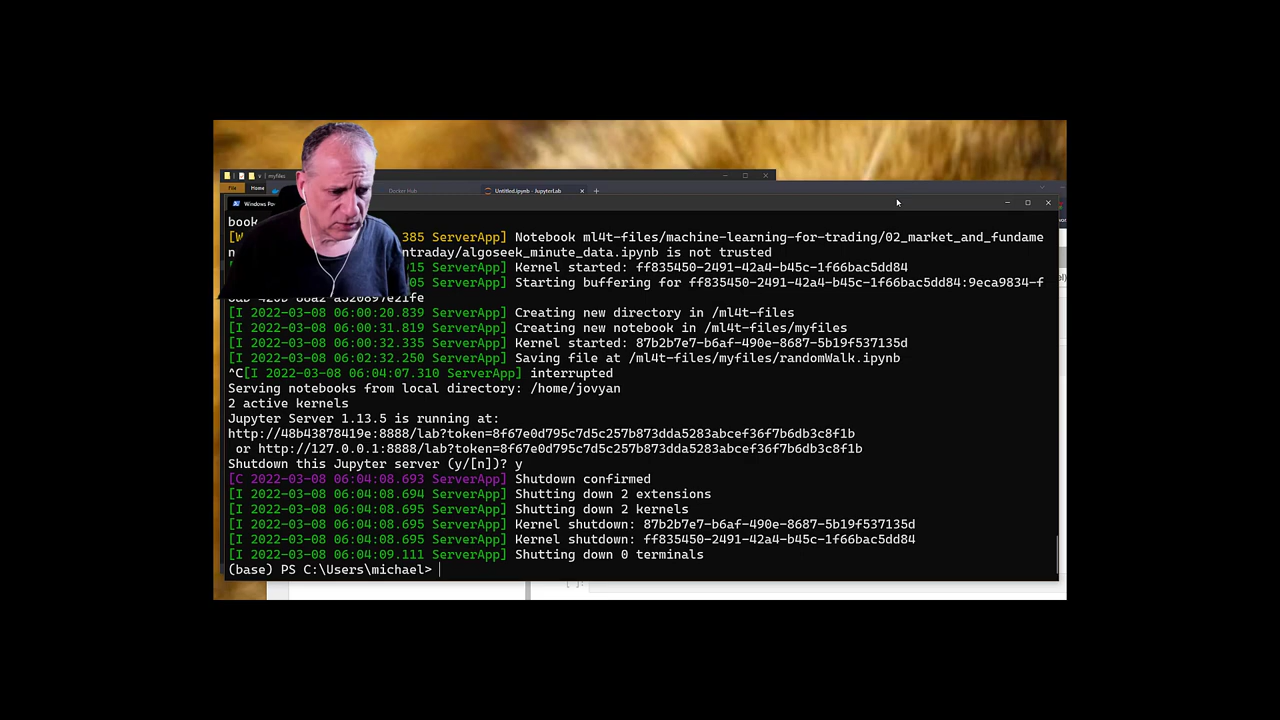 myfiles
File Home
Docker Hub
Untitled.ipynb - JupyterLab
Windows Po
book
[W 385 ServerApp] Notebook ml4t-files/machine-learning-for-trading/02_market_and_fundame
ntraday/algoseek_minute_data.ipynb is not trusted
15 ServerApp] Kernel started: ff835450-2491-42a4-b45c-1f66bac5dd84
05 ServerApp] Starting buffering for ff835450-2491-42a4-b45c-1f66bac5dd84:9eca9834-f
[I 2022-03-08 06:00:20.839 ServerApp] Creating new directory in /ml4t-files
[I 2022-03-08 06:00:31.819 ServerApp] Creating new notebook in /ml4t-files/myfiles
[I 2022-03-08 06:00:32.335 ServerApp] Kernel started: 87b2b7e7-b6af-490e-8687-5b19f537135d
[I 2022-03-08 06:02:32.250 ServerApp] Saving file at /ml4t-files/myfiles/randomWalk.ipynb
^C[I 2022-03-08 06:04:07.310 ServerApp] interrupted
Serving notebooks from local directory: /home/jovyan
2 active kernels
Jupyter Server 1.13.5 is running at:
http://48b43878419e:8888/lab?token=8f67e0d795c7d5c257b873dda5283abcef36f7b6db3c8f1b
or http://127.0.0.1:8888/lab?token=8f67e0d795c7d5c257b873dda5283abcef36f7b6db3c8f1b
Shutdown this Jupyter server (y/[n])? y
[C 2022-03-08 06:04:08.693 ServerApp] Shutdown confirmed
[I 2022-03-08 06:04:08.694 ServerApp] Shutting down 2 extensions
[I 2022-03-08 06:04:08.695 ServerApp] Shutting down 2 kernels
[I 2022-03-08 06:04:08.695 ServerApp] Kernel shutdown: 87b2b7e7-b6af-490e-8687-5b19f537135d
[I 2022-03-08 06:04:08.695 ServerApp] Kernel shutdown: ff835450-2491-42a4-b45c-1f66bac5dd84
[I 2022-03-08 06:04:09.111 ServerApp] Shutting down 0 terminals
(base) PS C:\Users\michael>